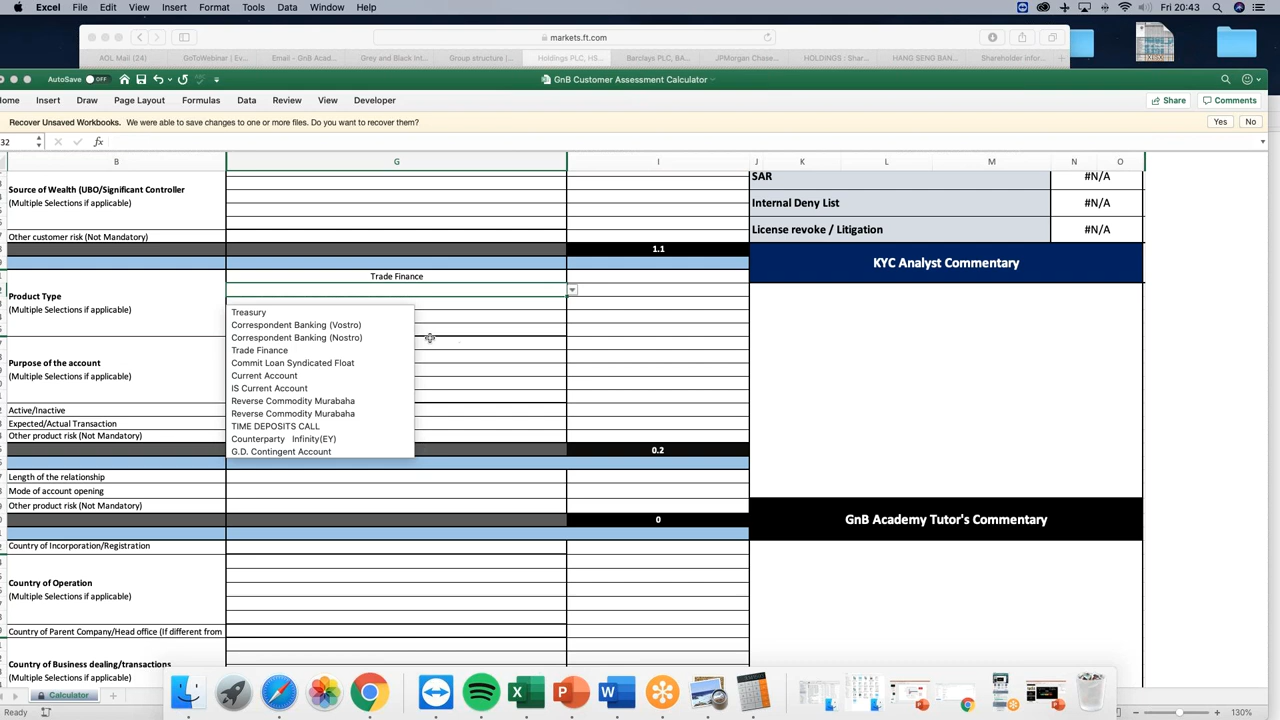 Excel File Edit View Insert Format Tools Data Window Help
Fri 20:43
markets.ft.com
AOL Mail (24) GoToWebinar | Ev... Email - GnB Acad... Grey and Black Int... Group structure |... Holdings PLC, HS... Barclays PLC, BA... JPMorgan Chase... HOLDINGS : Shar... HANG SENG BAN... Shareholder infor...
AutoSave OFF
GnB Customer Assessment Calculator
ome Insert Draw Page Layout Formulas Data Review View Developer Share Comments
Recover Unsaved Workbooks. We were able to save changes to one or more files. Do you want to recover them? Yes No
32 fx
B G I J K L M N O
Source of Wealth (UBO/Significant Controller
(Multiple Selections if applicable)
SAR #N/A
Internal Deny List #N/A
License revoke / Litigation #N/A
Other customer risk (Not Mandatory)
1.1
KYC Analyst Commentary
Trade Finance
Product Type
(Multiple Selections if applicable)
Treasury
Correspondent Banking (Vostro)
Correspondent Banking (Nostro)
Trade Finance
Commit Loan Syndicated Float
Current Account
IS Current Account
Reverse Commodity Murabaha
Reverse Commodity Murabaha
TIME DEPOSITS CALL
Counterparty Infinity(EY)
G.D. Contingent Account
Purpose of the account
(Multiple Selections if applicable)
Active/Inactive
Expected/Actual Transaction
Other product risk (Not Mandatory)
0.2
Length of the relationship
Mode of account opening
Other product risk (Not Mandatory)
0
GnB Academy Tutor's Commentary
Country of Incorporation/Registration
Country of Operation
(Multiple Selections if applicable)
Country of Parent Company/Head office (If different from
Country of Business dealing/transactions
(Multiple Selections if applicable)
Calculator
Ready
130%